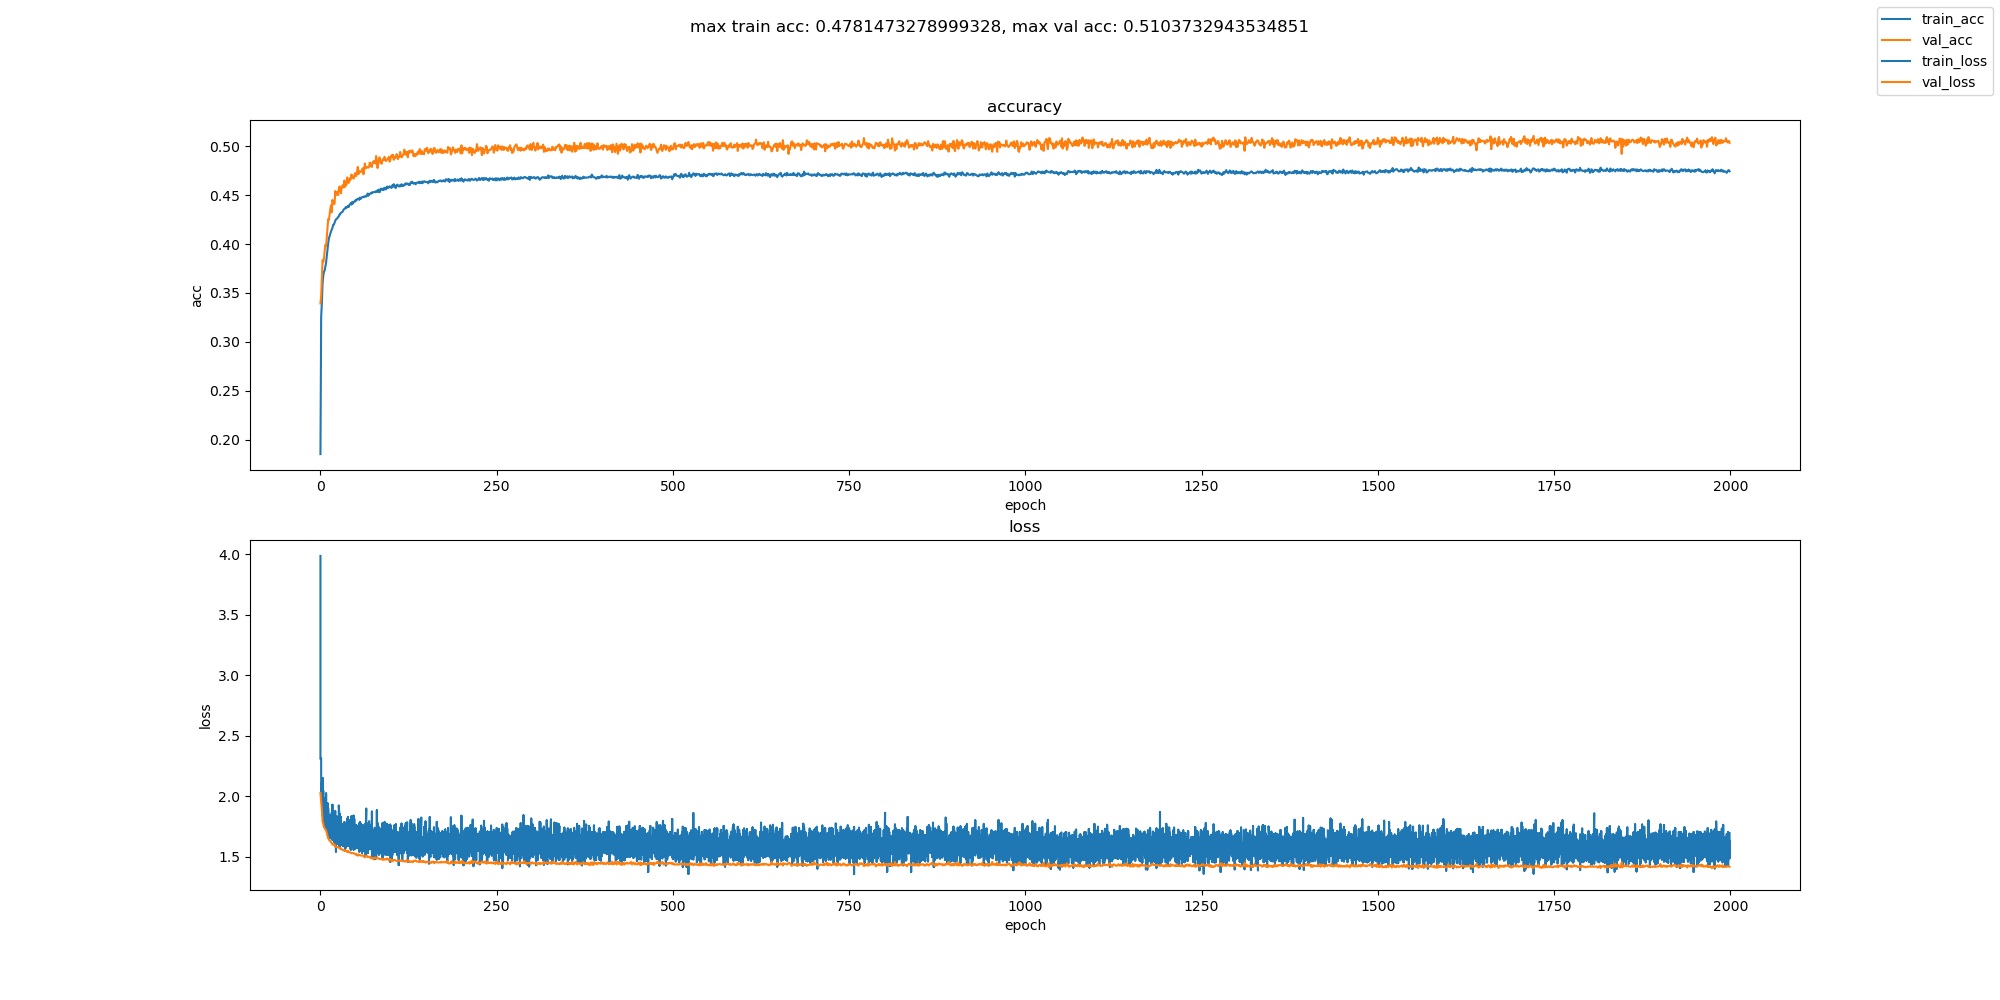 max train acc: 0.4781473278999328, max val acc: 0.5103732943534851
train_acc
val_acc
train_loss
val_loss
accuracy
0.50
0.45
0.40
0.35
0.30
0.25
0.20
acc
0 250 500 750 1000 1250 1500 1750 2000
epoch
loss
4.0
3.5
3.0
2.5
2.0
1.5
loss
0 250 500 750 1000 1250 1500 1750 2000
epoch